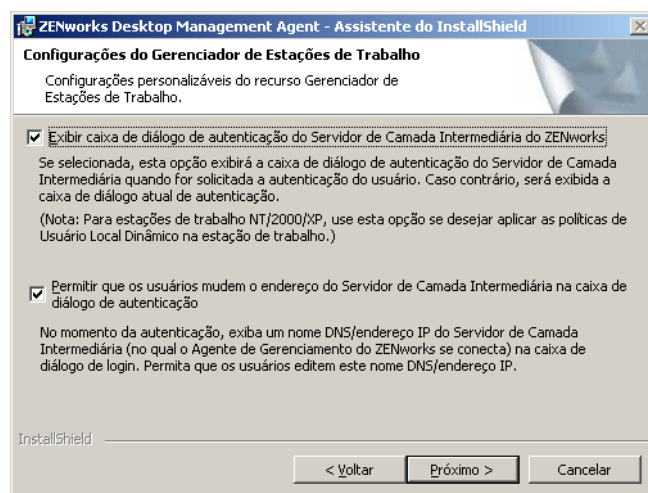 ZENworks Desktop Management Agent - Assistente do InstallShield
Configurações do Gerenciador de Estações de Trabalho
Configurações personalizáveis do recurso Gerenciador de
Estações de Trabalho.
Exibir caixa de diálogo de autenticação do Servidor de Camada Intermediária do ZENworks
Se selecionada, esta opção exibirá a caixa de diálogo de autenticação do Servidor de Camada
Intermediária quando for solicitada a autenticação do usuário. Caso contrário, será exibida a
caixa de diálogo atual de autenticação.
(Nota: Para estações de trabalho NT/2000/XP, use esta opção se desejar aplicar as políticas de
Usuário Local Dinâmico na estação de trabalho.)
Permitir que os usuários mudem o endereço do Servidor de Camada Intermediária na caixa de
diálogo de autenticação
No momento da autenticação, exiba um nome DNS/endereço IP do Servidor de Camada
Intermediária (no qual o Agente de Gerenciamento do ZENworks se conecta) na caixa de
diálogo de login. Permita que os usuários editem este nome DNS/endereço IP.
InstallShield
< Voltar
Próximo >
Cancelar